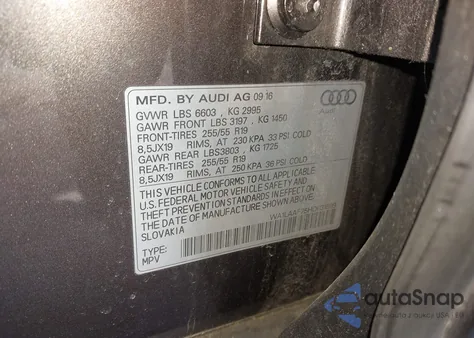 MFD. BY AUDI AG 09 16
GVWR LBS 6603 , KG 2995
GAWR FRONT LBS 3197 , KG 1450
FRONT-TIRES 255/55 R19
8,5JX19 RIMS, AT 230 KPA 33 PSI COLD
GAWR REAR LBS3803 , KG 1725
REAR-TIRES 255/55 R19
8,5JX19 RIMS, AT 250 KPA 36 PSI COLD
THIS VEHICLE CONFORMS TO ALL APPLICABLE
U.S. FEDERAL MOTOR VEHICLE SAFETY AND
THEFT PREVENTION STANDARDS IN EFFECT ON
THE DATE OF MANUFACTURE SHOWN ABOVE.
SLOVAKIA
TYPE:
MPV
Audi
autoSnap